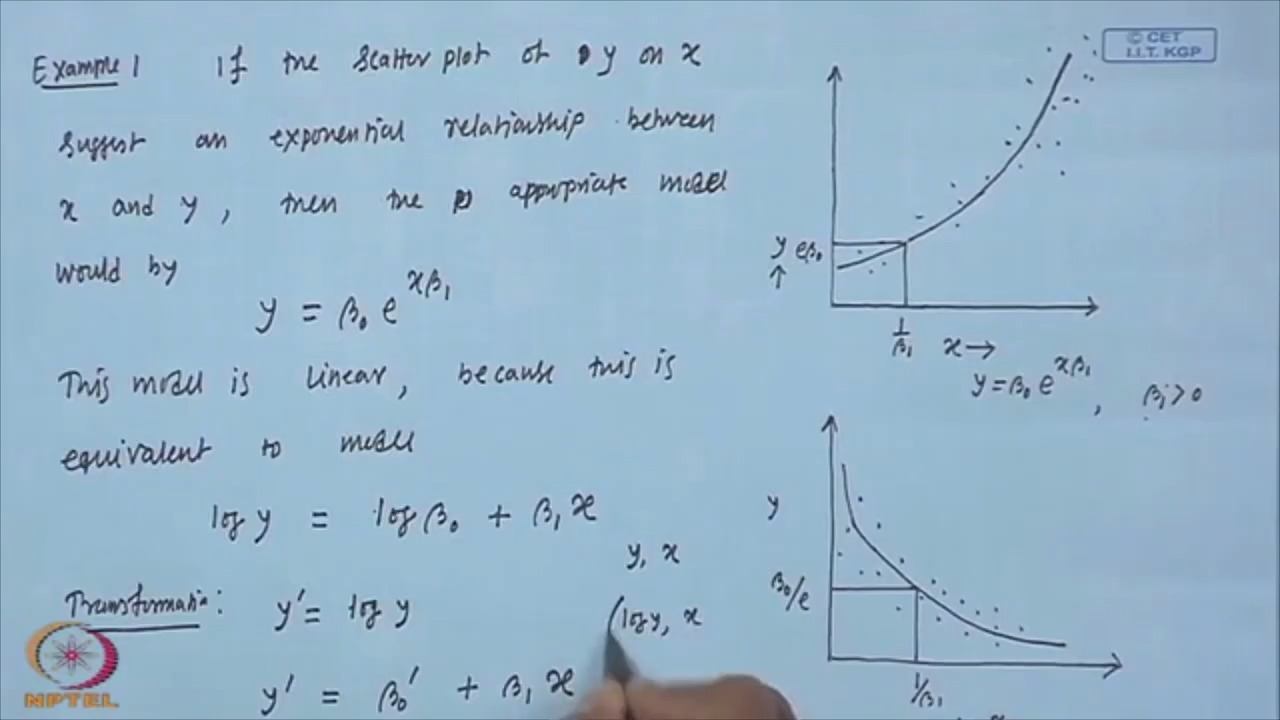 Example 1 If the scatter plot of y on x
suggest an exponential relationship between
x and y, then the appropriate model
would by
y = β₀ e^{xβ₁}
This model is linear, because this is
equivalent to model
log y = log β₀ + β₁ x
y, x
Transformation: y' = log y
(log y, x
y' = β₀' + β₁ x
© CET
I.I.T. KGP
y eβ₀
1/β₁ x →
y = β₀ e^{xβ₁}, β₁ > 0
y
β₀/e
1/β₁
NPTEL